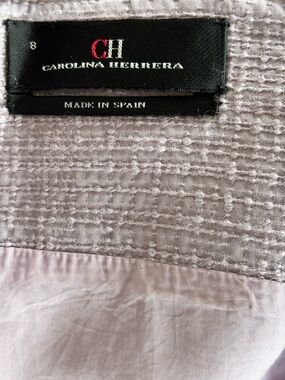 8
CH
CAROLINA HERRERA
MADE IN SPAIN